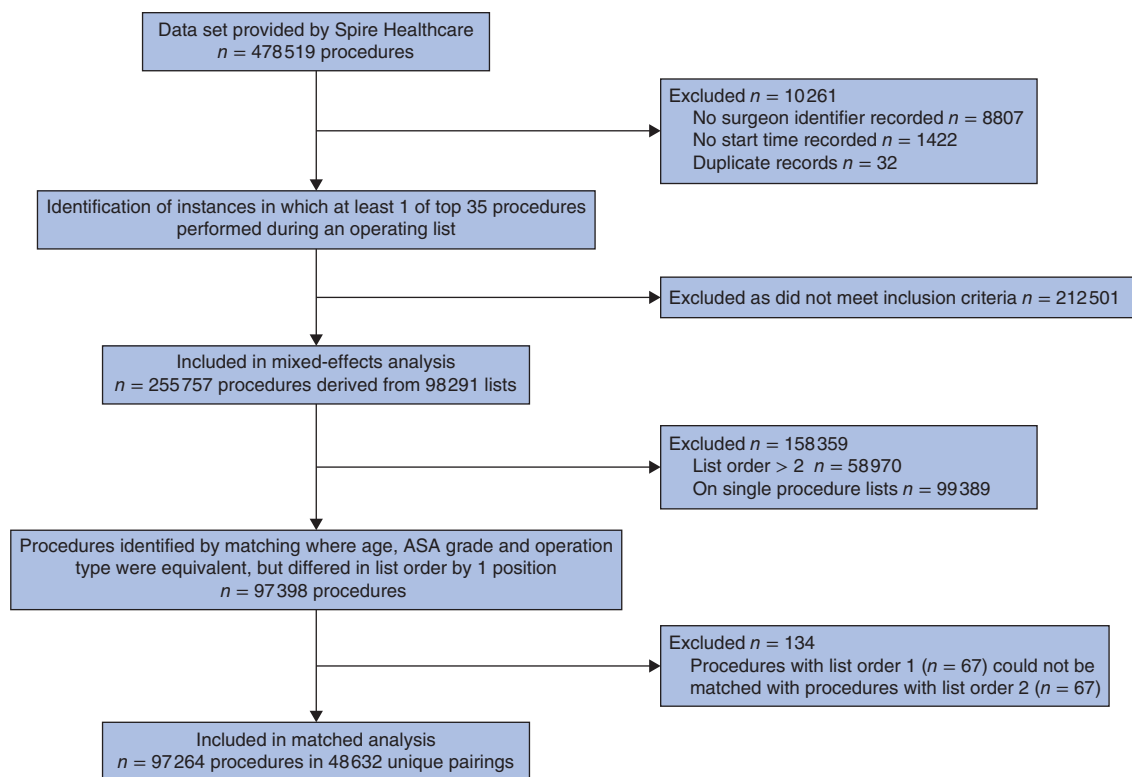 Data set provided by Spire Healthcare
n = 478519 procedures
Excluded n = 10261
No surgeon identifier recorded n = 8807
No start time recorded n = 1422
Duplicate records n = 32
Identification of instances in which at least 1 of top 35 procedures
performed during an operating list
Excluded as did not meet inclusion criteria n = 212501
Included in mixed-effects analysis
n = 255757 procedures derived from 98291 lists
Excluded n = 158359
List order > 2 n = 58970
On single procedure lists n = 99389
Procedures identified by matching where age, ASA grade and operation
type were equivalent, but differed in list order by 1 position
n = 97398 procedures
Excluded n = 134
Procedures with list order 1 (n = 67) could not be
matched with procedures with list order 2 (n = 67)
Included in matched analysis
n = 97264 procedures in 48632 unique pairings